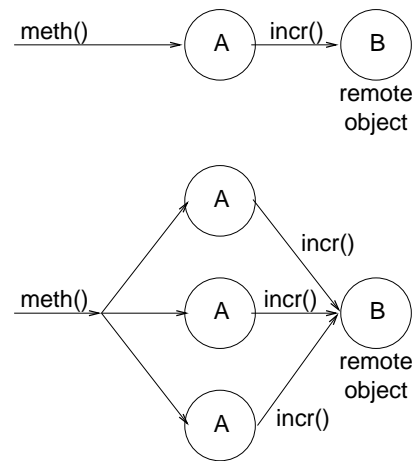 meth()
A
incr()
B
remote
object
A
incr()
meth()
A
incr()
B
remote
object
A
incr()